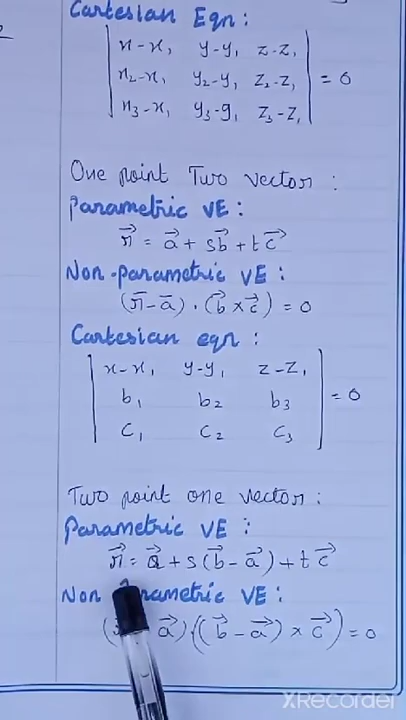 Cartesian Eqn:
| x-x₁ y-y₁ z-z₁ |
| x₂-x₁ y₂-y₁ z₂-z₁ | = 0
| x₃-x₁ y₃-y₁ z₃-z₁ |
One point Two vector:
Parametric VE:
r⃗ = a⃗ + sb⃗ + tc⃗
Non-parametric VE:
(r⃗-a⃗)·(b⃗×c⃗) = 0
Cartesian eqn:
| x-x₁ y-y₁ z-z₁ |
| b₁ b₂ b₃ | = 0
| c₁ c₂ c₃ |
Two point one vector:
Parametric VE:
r⃗ = a⃗ + s(b⃗-a⃗) + tc⃗
Non VE:
( a⃗) ((b⃗-a⃗)×c⃗) = 0
XRecorder